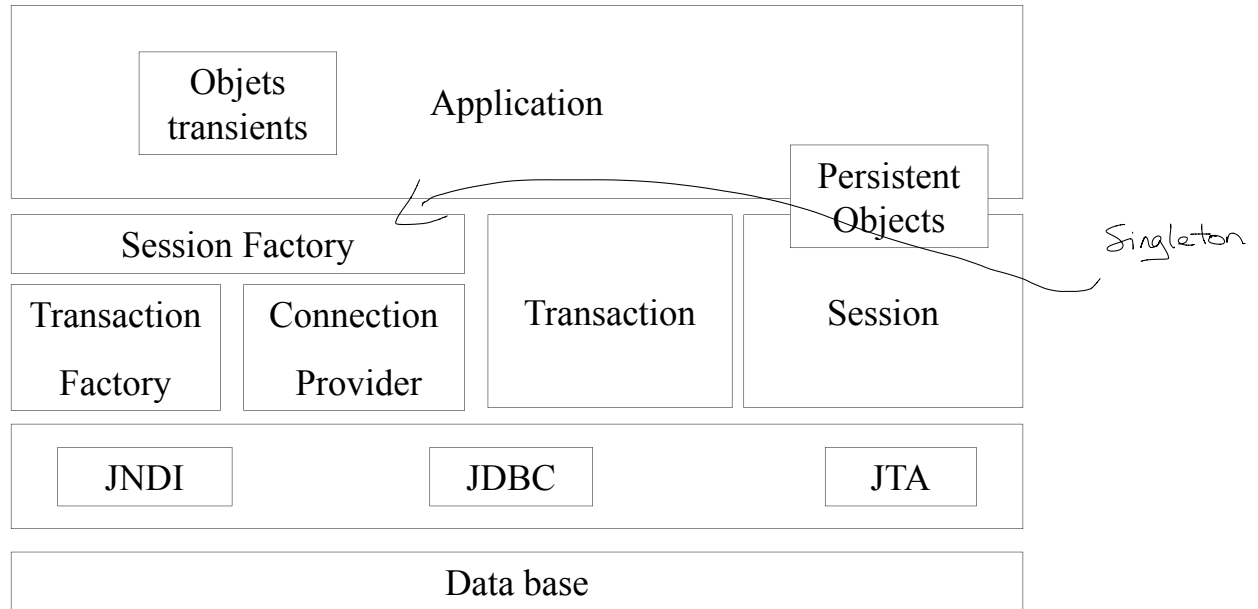 Objets
transients
Application
Persistent
Objects
Singleton
Session Factory
Transaction
Factory
Connection
Provider
Transaction
Session
JNDI
JDBC
JTA
Data base